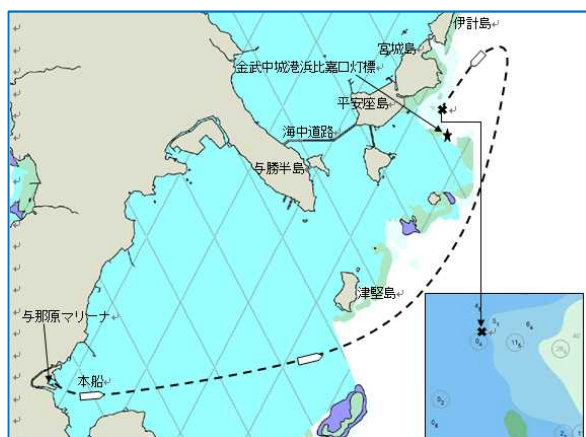 伊計島
宮城島
金武中城港浜比嘉口灯標
平安座島
海中道路
与勝半島
津堅島
与那原マリーナ
本船